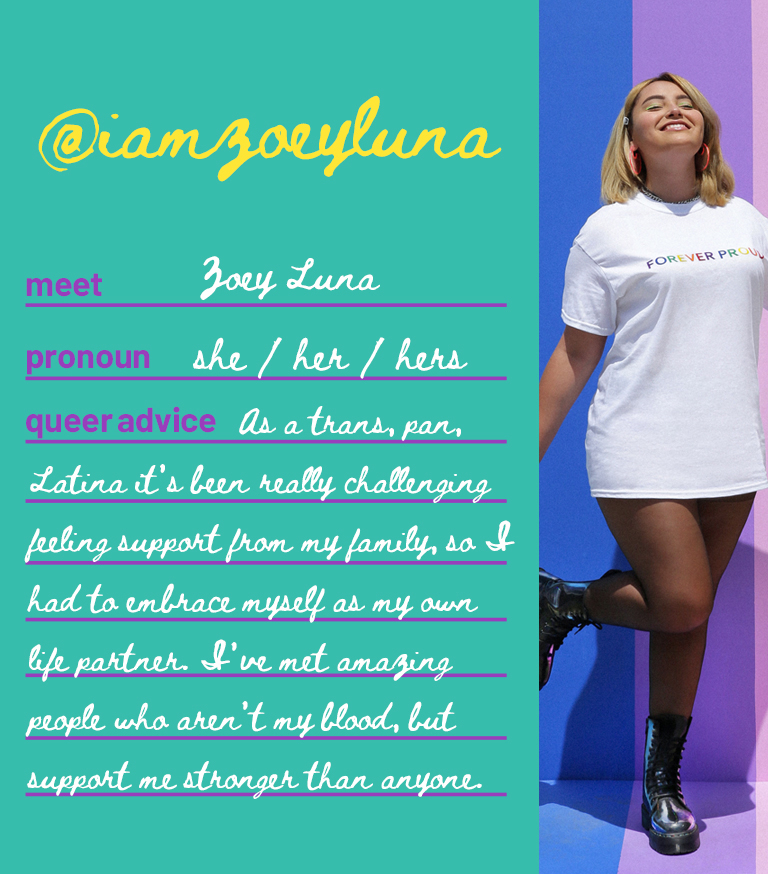 @iamzoeyluna
meet Zoey Luna
pronoun she / her / hers
queer advice As a trans, pan,
Latina it's been really challenging
feeling support from my family, so I
had to embrace myself as my own
life partner. I've met amazing
people who aren't my blood, but
support me stronger than anyone.
FOREVER PROUD